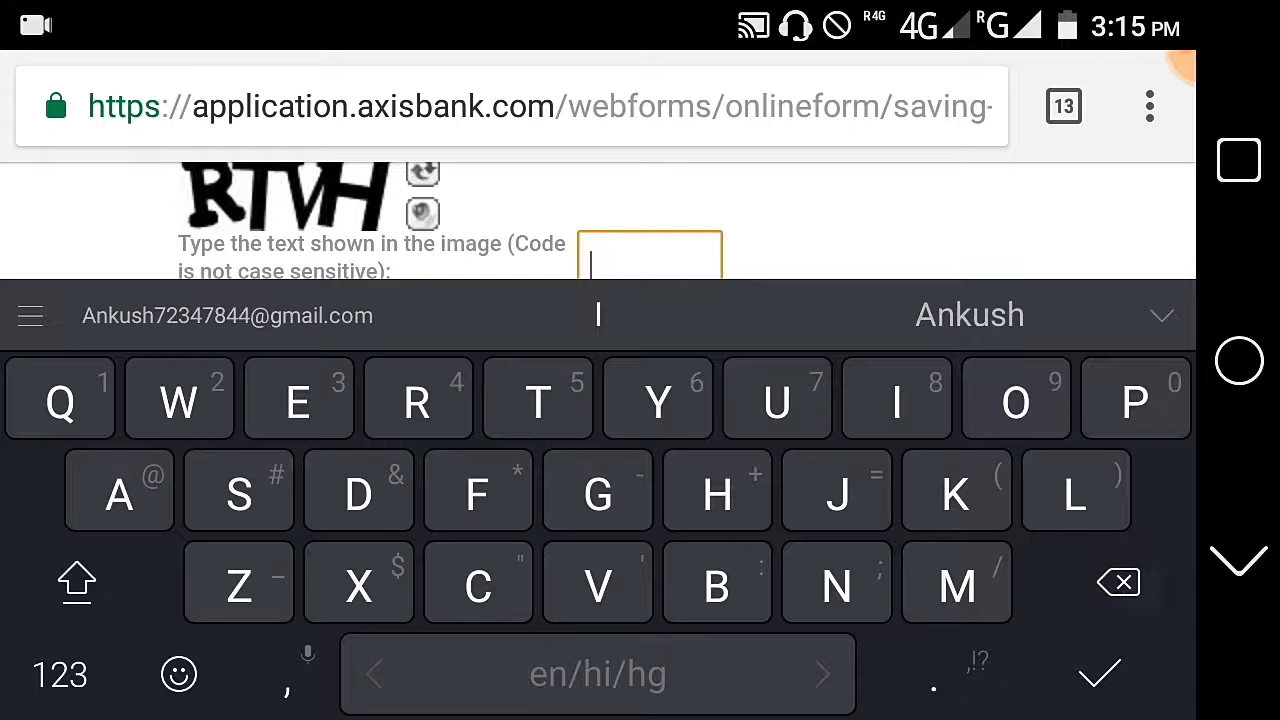 R4G 4G R G 3:15 PM
https://application.axisbank.com/webforms/onlineform/saving-
13
RTVH
Type the text shown in the image (Code
is not case sensitive):
Ankush72347844@gmail.com I Ankush
Q 1 W 2 E 3 R 4 T 5 Y 6 U 7 I 8 O 9 P 0
A @ S # D & F * G - H + J = K ( L )
Z _ X $ C " V ' B : N ; M /
123 , < en/hi/hg > . ,!?